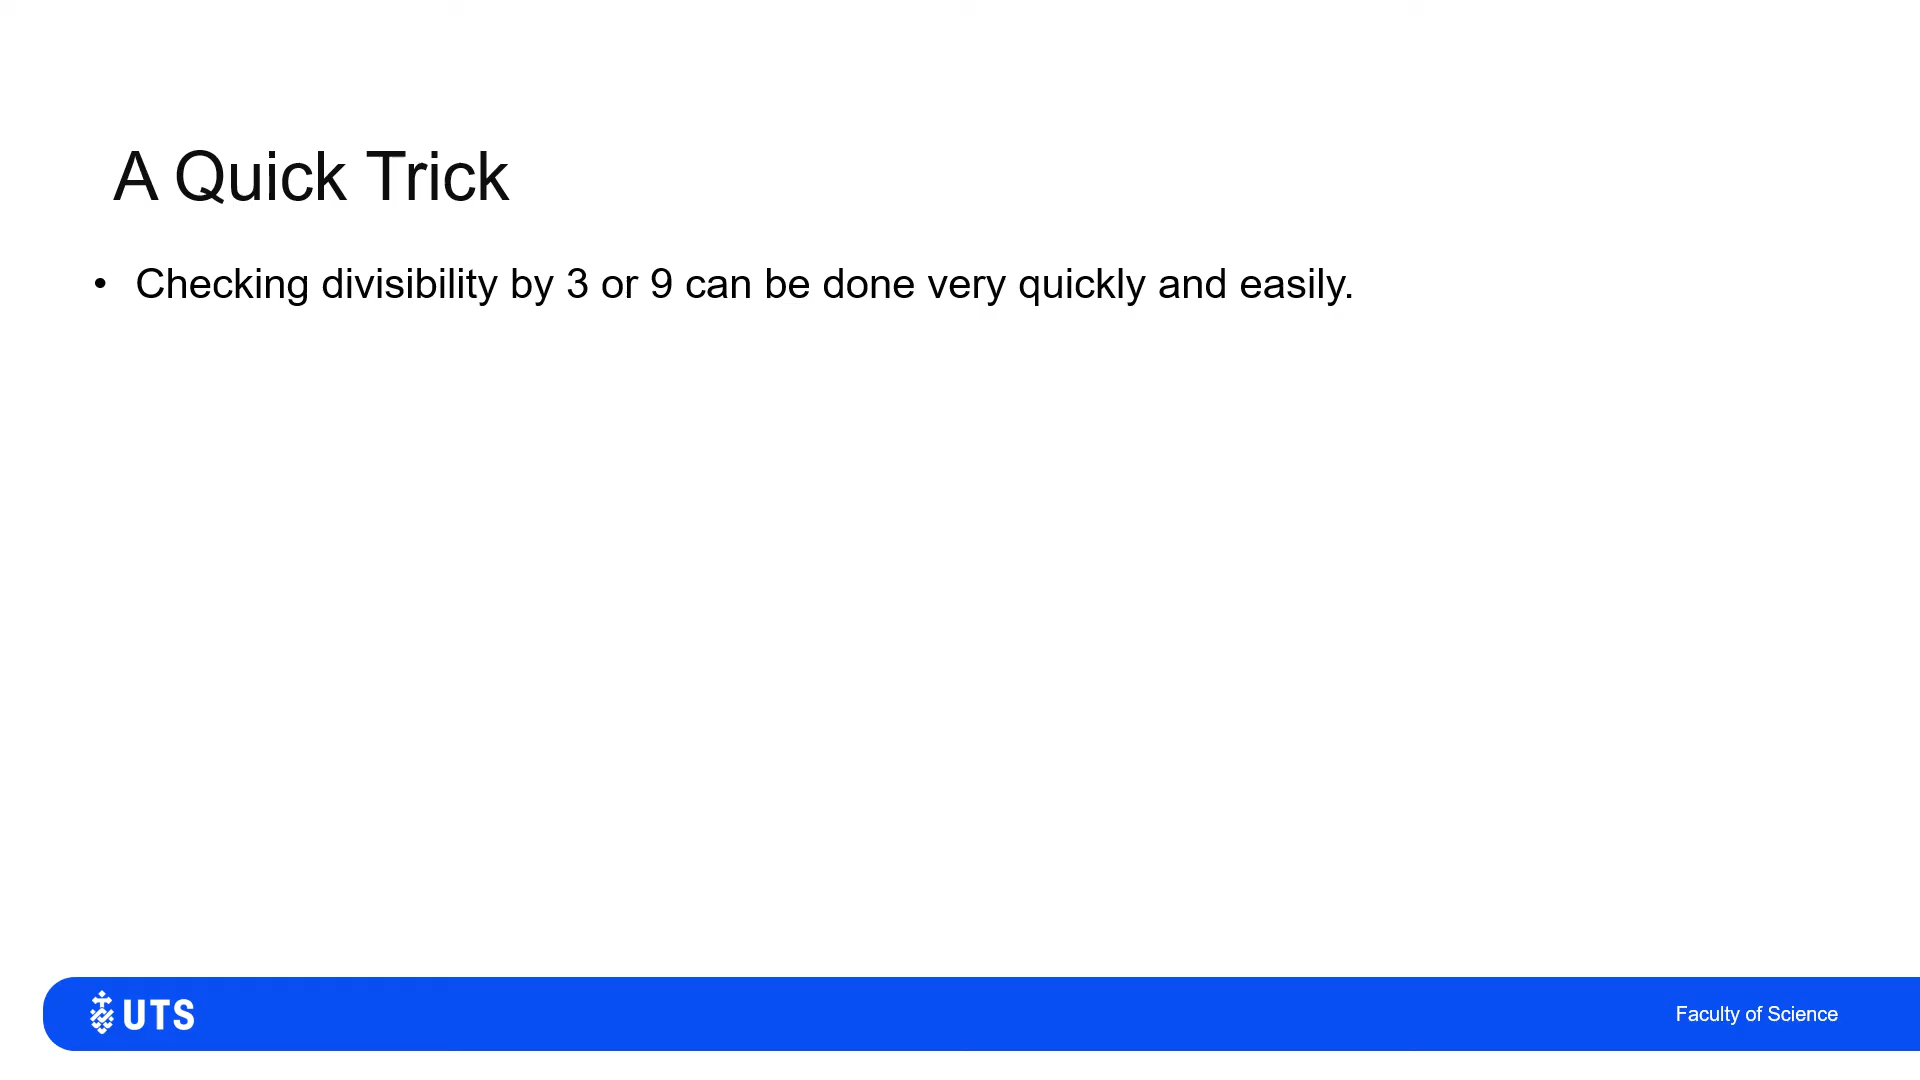 A Quick Trick
• Checking divisibility by 3 or 9 can be done very quickly and easily.
UTS
Faculty of Science